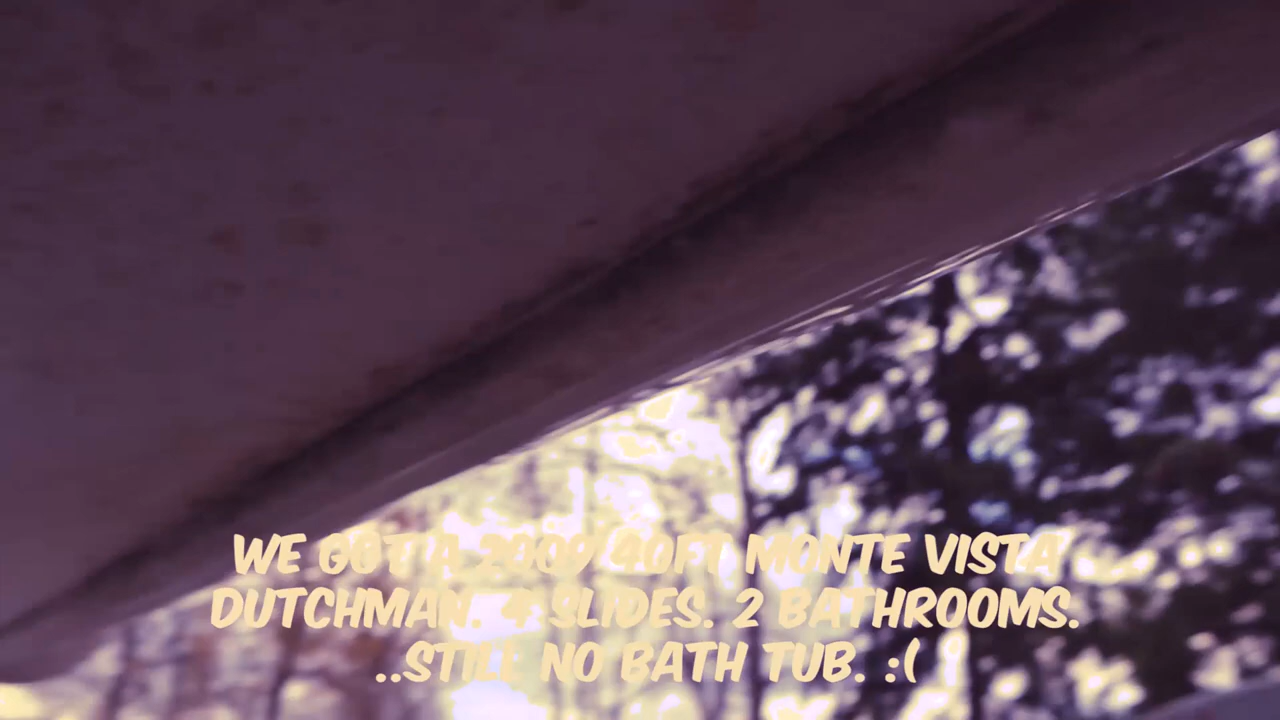 WE GOT A 2009 40FT MONTE VISTA
DUTCHMAN. 4 SLIDES. 2 BATHROOMS.
..STILL NO BATH TUB. :(